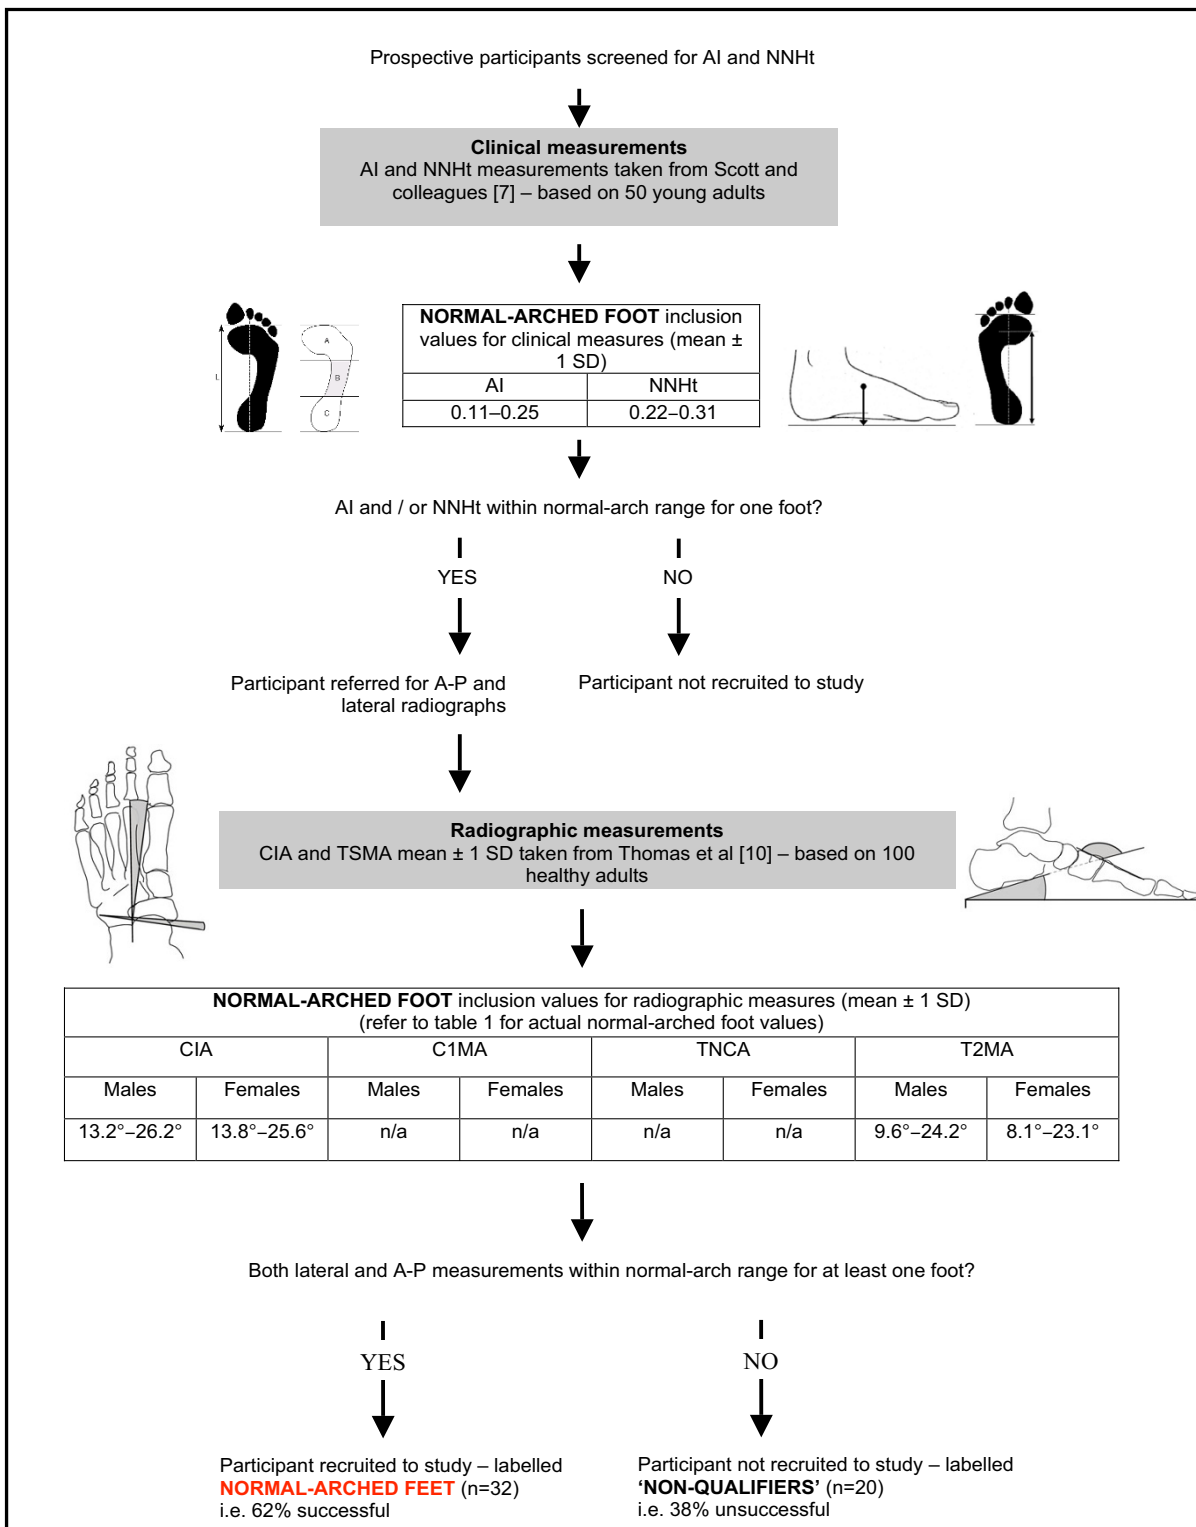 Prospective participants screened for AI and NNHt
Clinical measurements
AI and NNHt measurements taken from Scott and
colleagues [7] – based on 50 young adults
L
A
B
C
NORMAL-ARCHED FOOT inclusion
values for clinical measures (mean ±
1 SD)
AI NNHt
0.11–0.25 0.22–0.31
AI and / or NNHt within normal-arch range for one foot?
YES NO
Participant referred for A-P and
lateral radiographs
Participant not recruited to study
Radiographic measurements
CIA and TSMA mean ± 1 SD taken from Thomas et al [10] – based on 100
healthy adults
NORMAL-ARCHED FOOT inclusion values for radiographic measures (mean ± 1 SD)
(refer to table 1 for actual normal-arched foot values)
CIA C1MA TNCA T2MA
Males Females Males Females Males Females Males Females
13.2°–26.2° 13.8°–25.6° n/a n/a n/a n/a 9.6°–24.2° 8.1°–23.1°
Both lateral and A-P measurements within normal-arch range for at least one foot?
YES NO
Participant recruited to study – labelled
NORMAL-ARCHED FEET (n=32)
i.e. 62% successful
Participant not recruited to study – labelled
‘NON-QUALIFIERS’ (n=20)
i.e. 38% unsuccessful